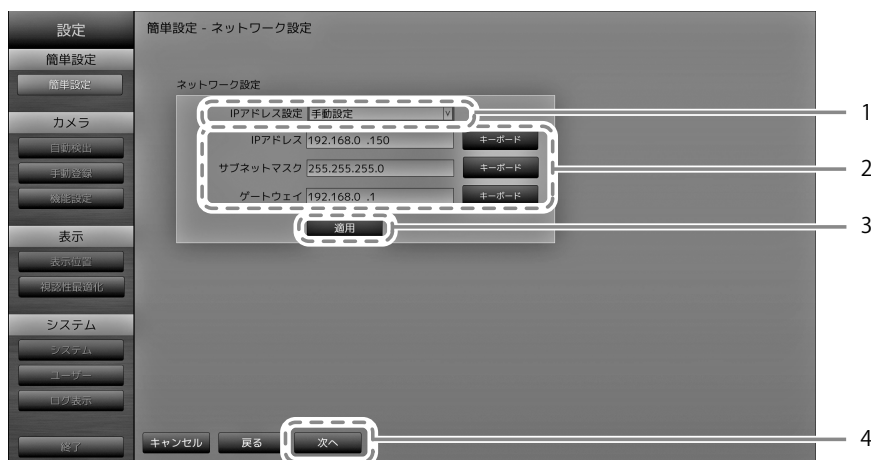 設定
簡単設定
簡単設定
カメラ
自動検出
手動登録
機能設定
表示
表示位置
視認性最適化
システム
システム
ユーザー
ログ表示
終了
簡単設定 - ネットワーク設定
ネットワーク設定
IPアドレス設定 手動設定
IPアドレス 192.168.0 .150 キーボード
サブネットマスク 255.255.255.0 キーボード
ゲートウェイ 192.168.0 .1 キーボード
適用
キャンセル 戻る 次へ
1
2
3
4